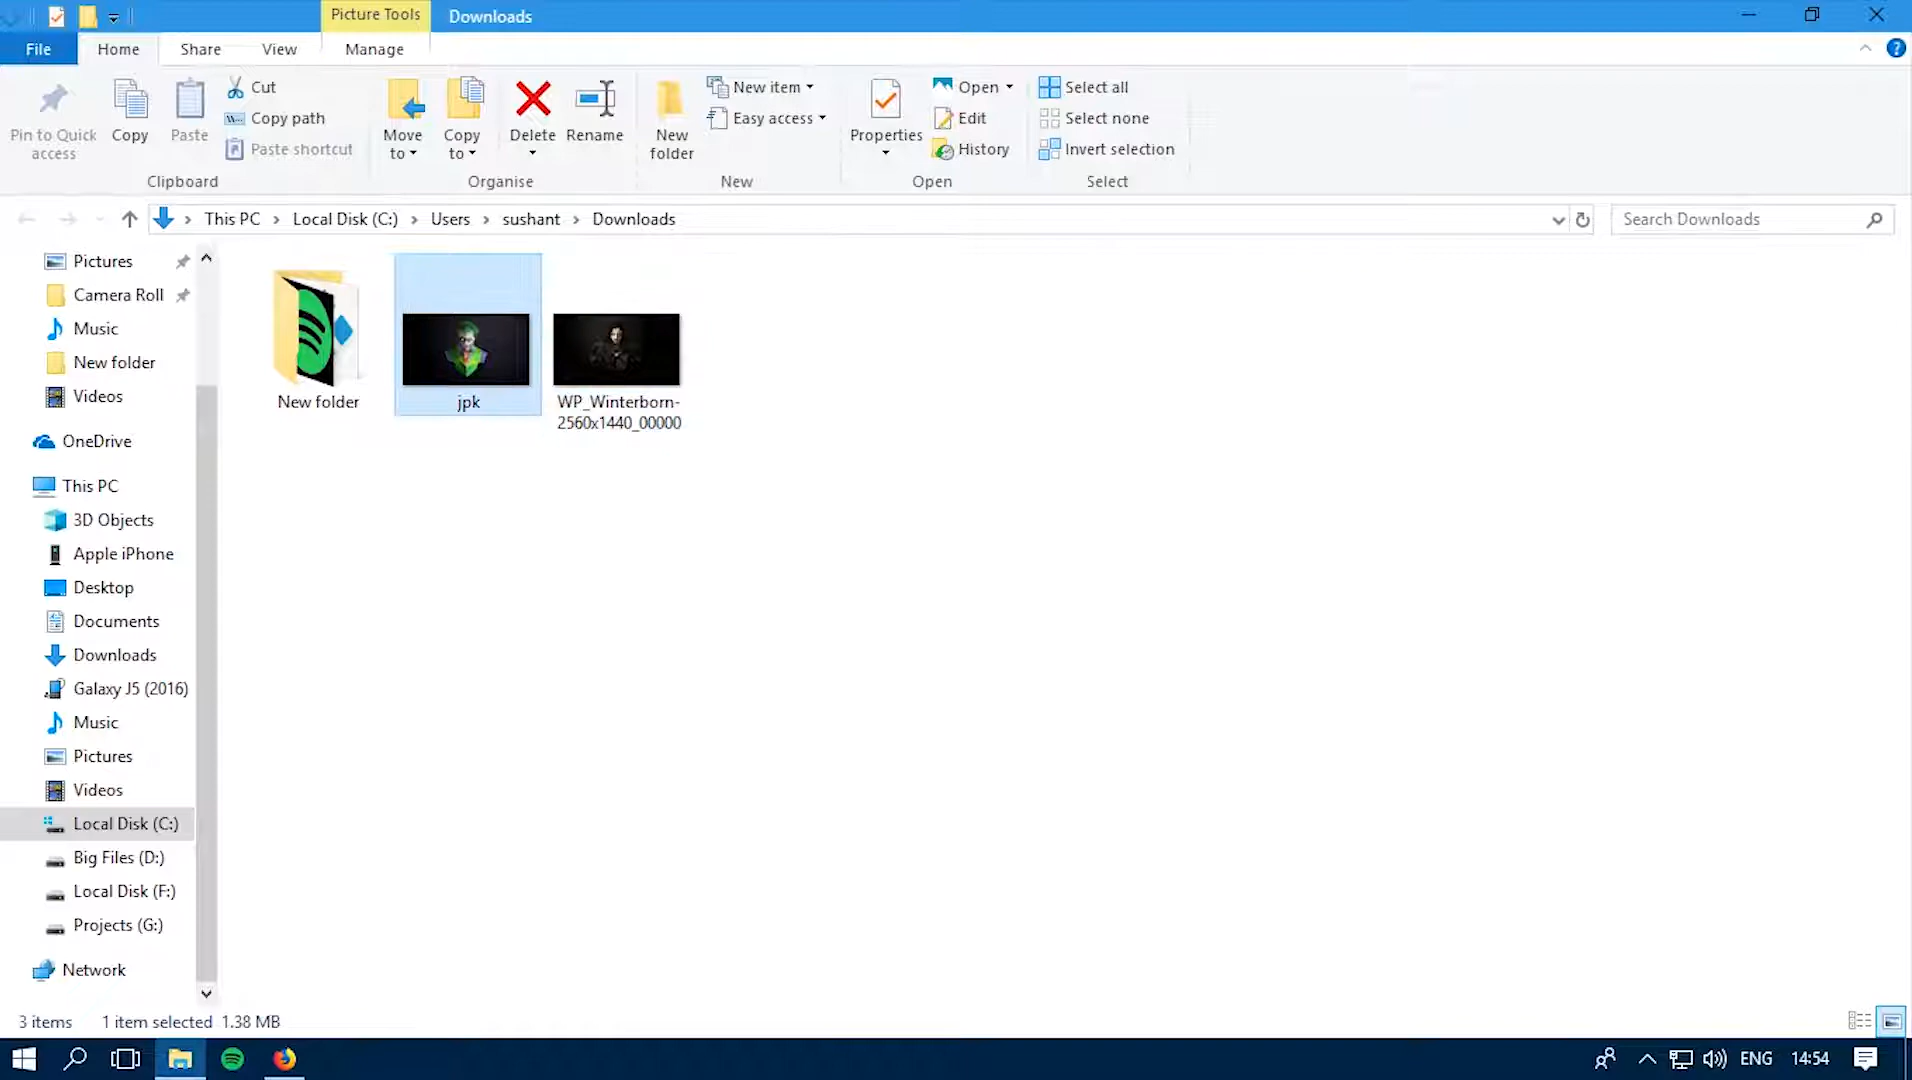 Picture Tools
Downloads
File
Home
Share
View
Manage
Pin to Quick
access
Copy
Paste
Cut
Copy path
Paste shortcut
Clipboard
Move
to
Copy
to
Delete
Rename
Organise
New
folder
New item
Easy access
New
Properties
Open
Edit
History
Open
Select all
Select none
Invert selection
Select
This PC
Local Disk (C:)
Users
sushant
Downloads
Search Downloads
Pictures
Camera Roll
Music
New folder
Videos
OneDrive
This PC
3D Objects
Apple iPhone
Desktop
Documents
Downloads
Galaxy J5 (2016)
Music
Pictures
Videos
Local Disk (C:)
Big Files (D:)
Local Disk (F:)
Projects (G:)
Network
New folder
jpk
WP_Winterborn-
2560x1440_00000
3 items
1 item selected 1.38 MB
ENG
14:54